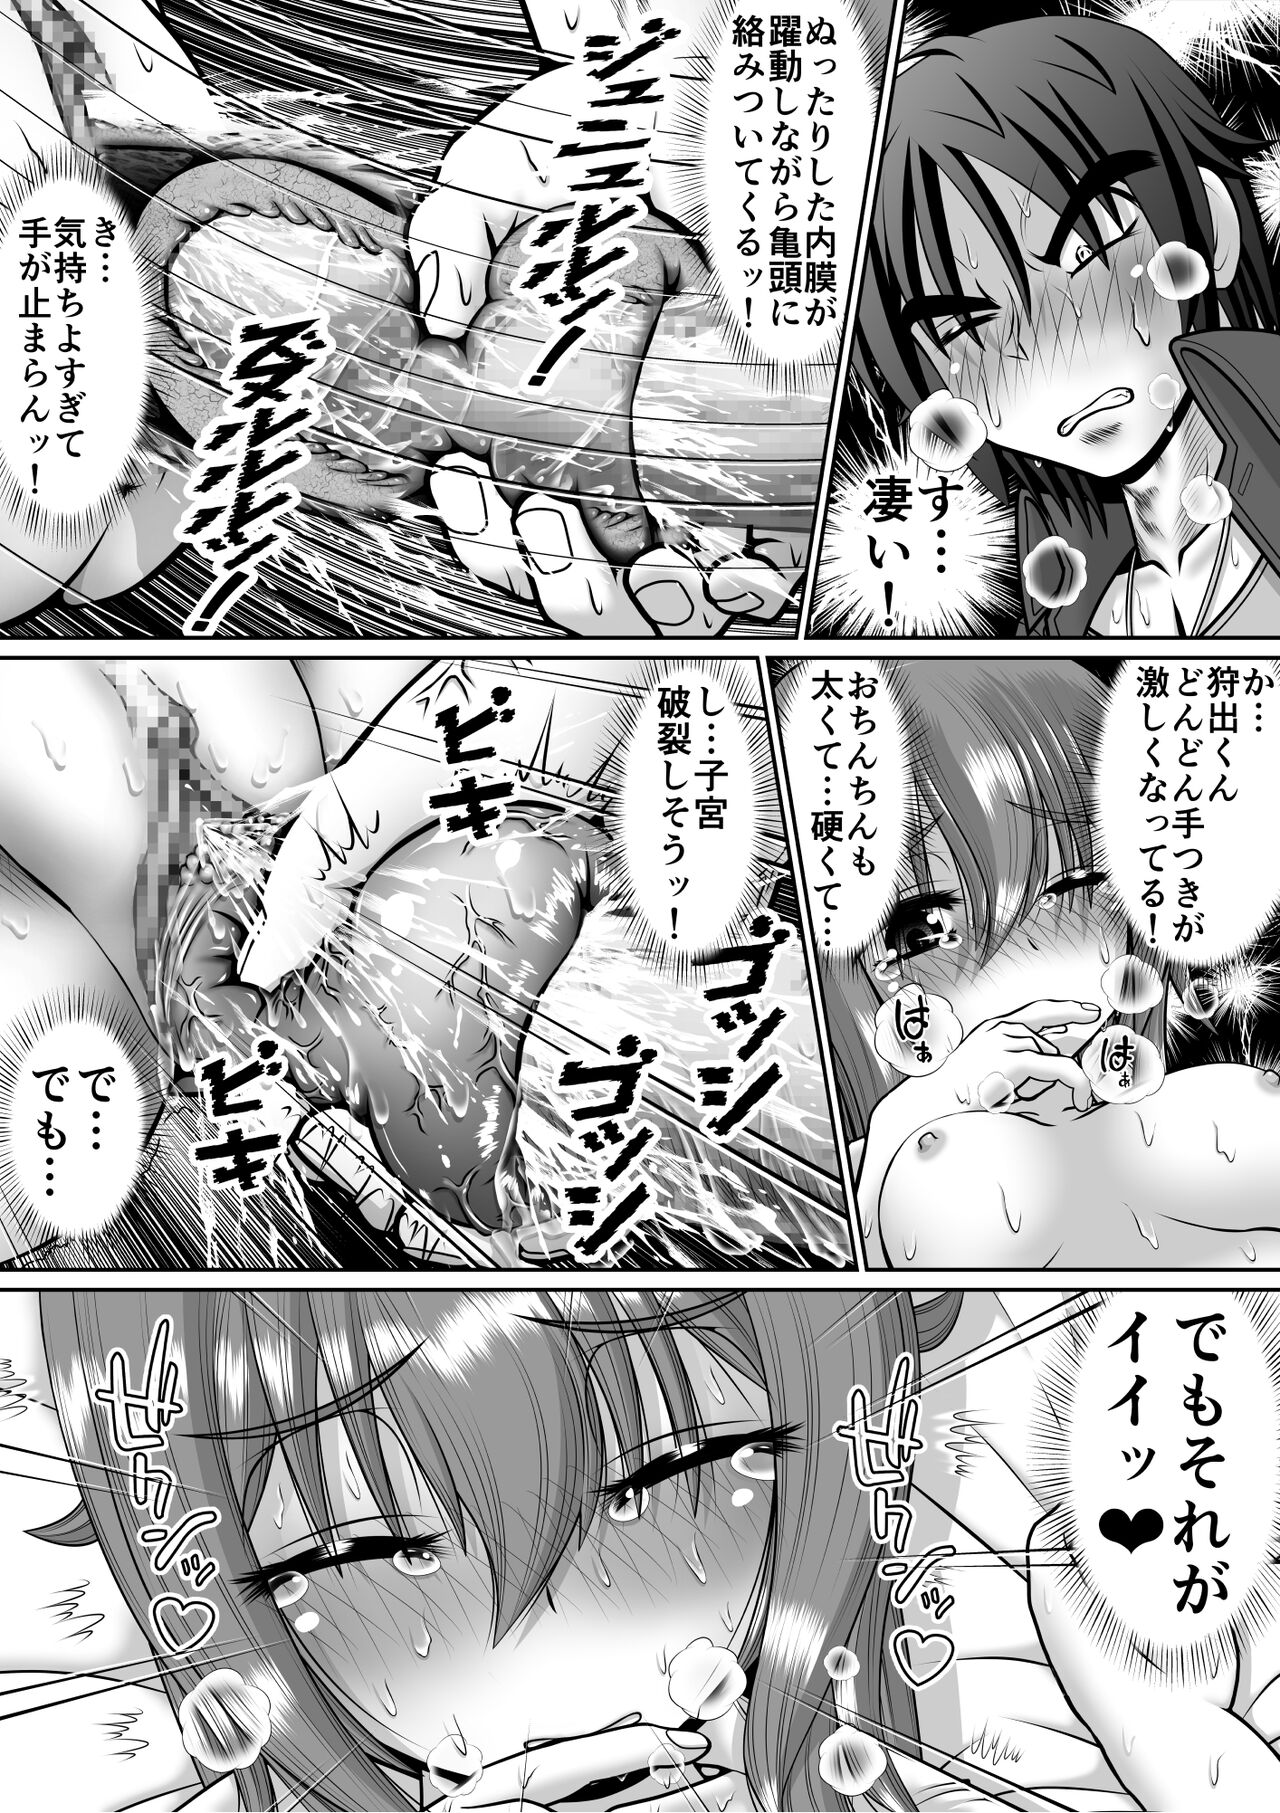 す…
凄い！
ぬったりした内膜が
躍動しながら亀頭に
絡みついてくるッ！
ジュニュルルッ！
ズルルルッ！
き…
気持ちよすぎて
手が止まらんッ！
か…
狩出くん
どんどん手つきが
激しくなってる！
おちんちんも
太くて…硬くて…
はぁ
はぁ
し…子宮
破裂しそうッ！
ビキ
ゴッシ
ゴッシ
ビキ
で…
でも…
でもそれが
イイッ❤
ゼクンッ♡
ゼクンッ♡